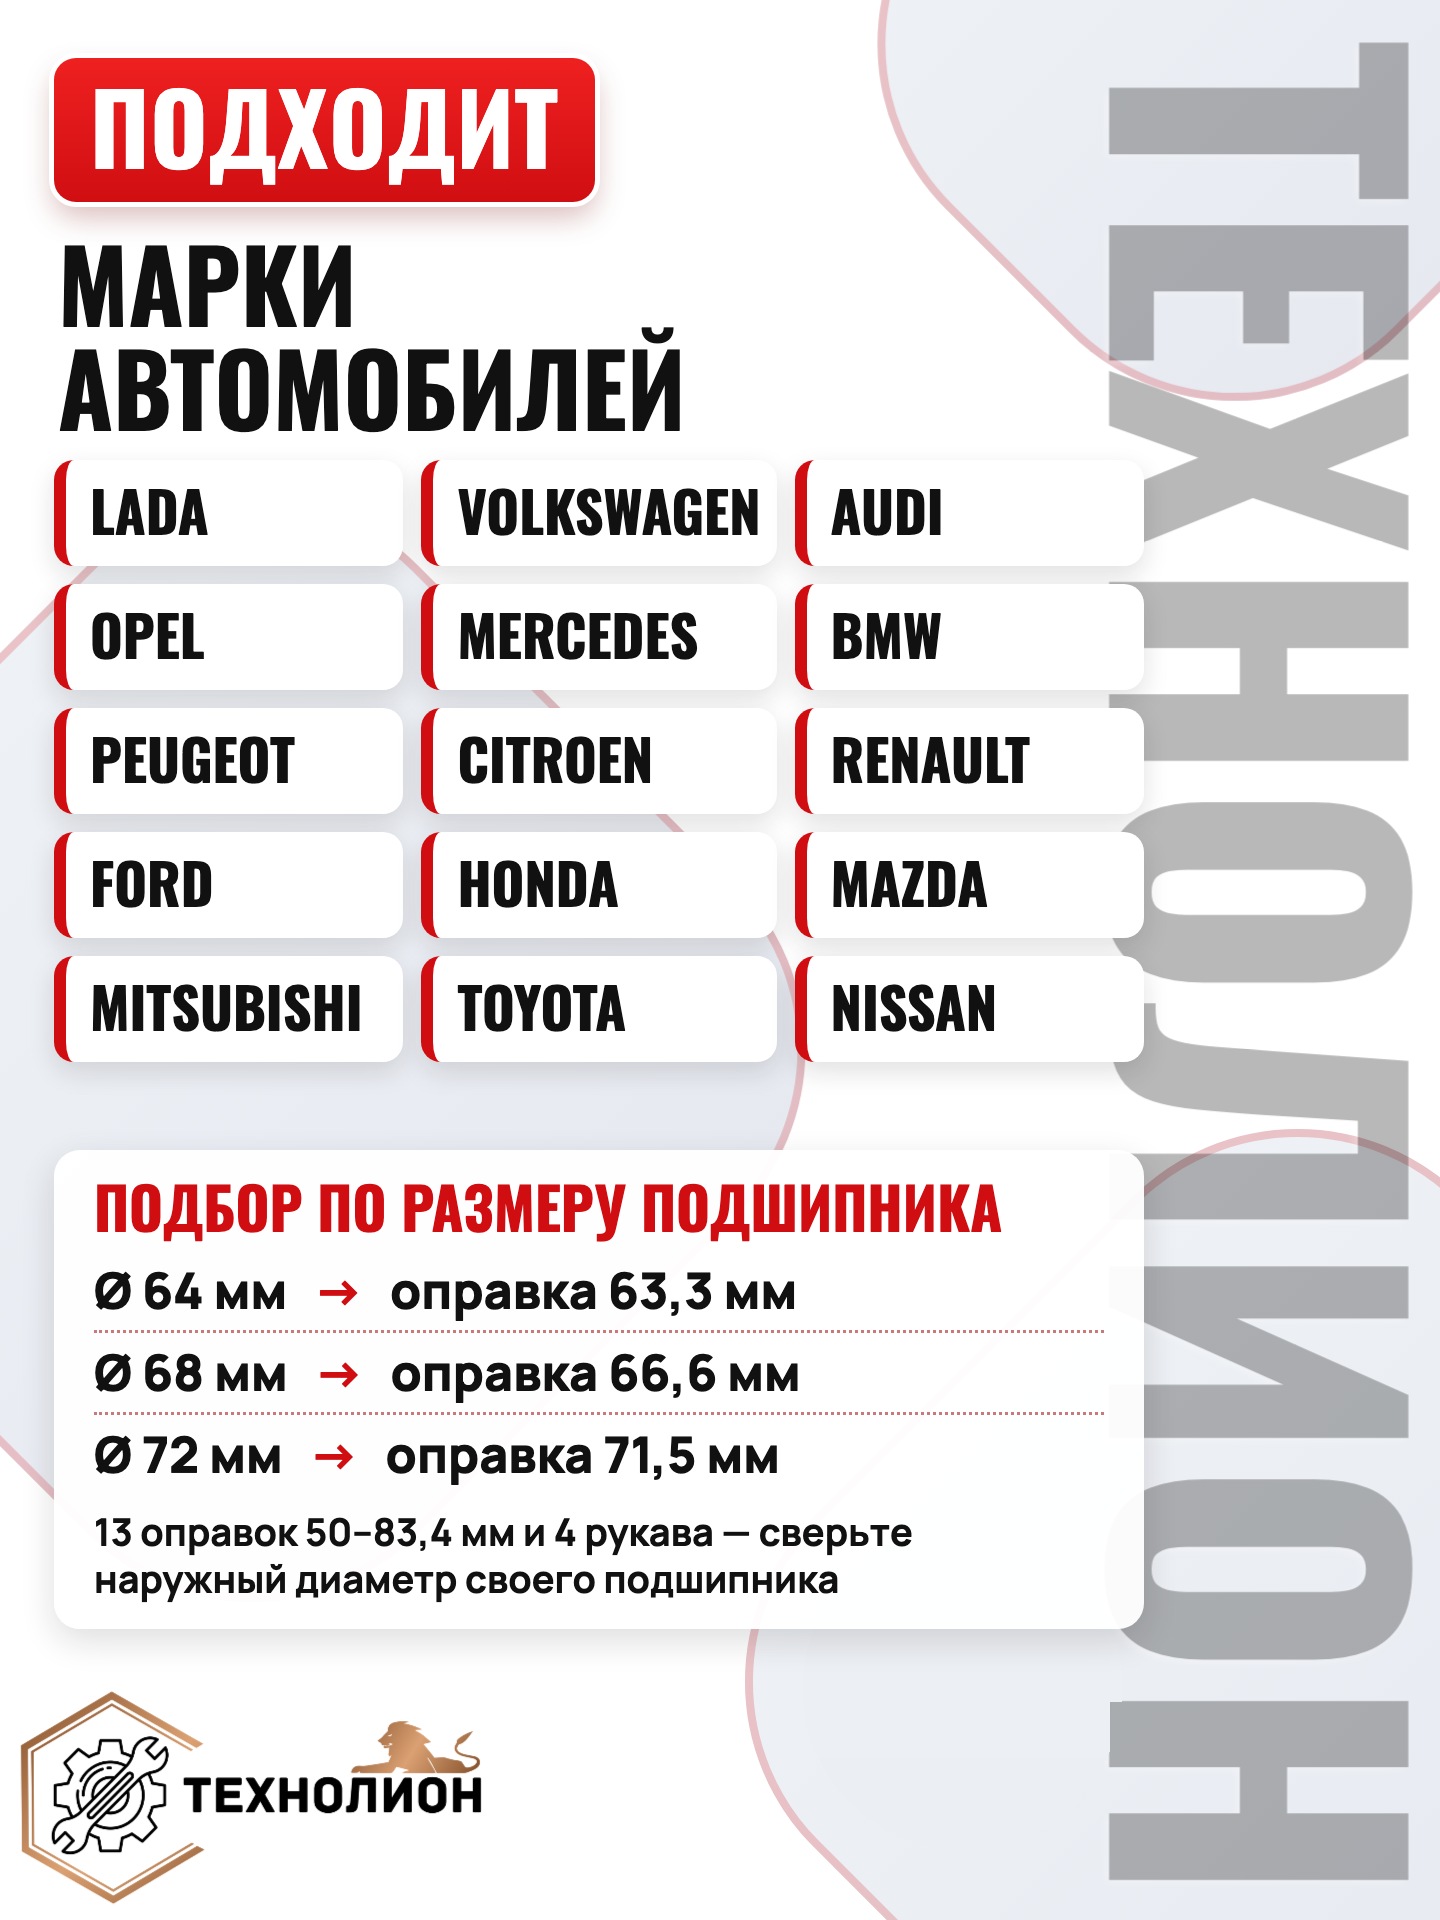 ПОДХОДИТ
МАРКИ
АВТОМОБИЛЕЙ
LADA
VOLKSWAGEN
AUDI
OPEL
MERCEDES
BMW
PEUGEOT
CITROEN
RENAULT
FORD
HONDA
MAZDA
MITSUBISHI
TOYOTA
NISSAN
ПОДБОР ПО РАЗМЕРУ ПОДШИПНИКА
Ø 64 мм → оправка 63,3 мм
Ø 68 мм → оправка 66,6 мм
Ø 72 мм → оправка 71,5 мм
13 оправок 50–83,4 мм и 4 рукава — сверьте
наружный диаметр своего подшипника
ТЕХНОЛИОН
ТЕХНОЛИОН